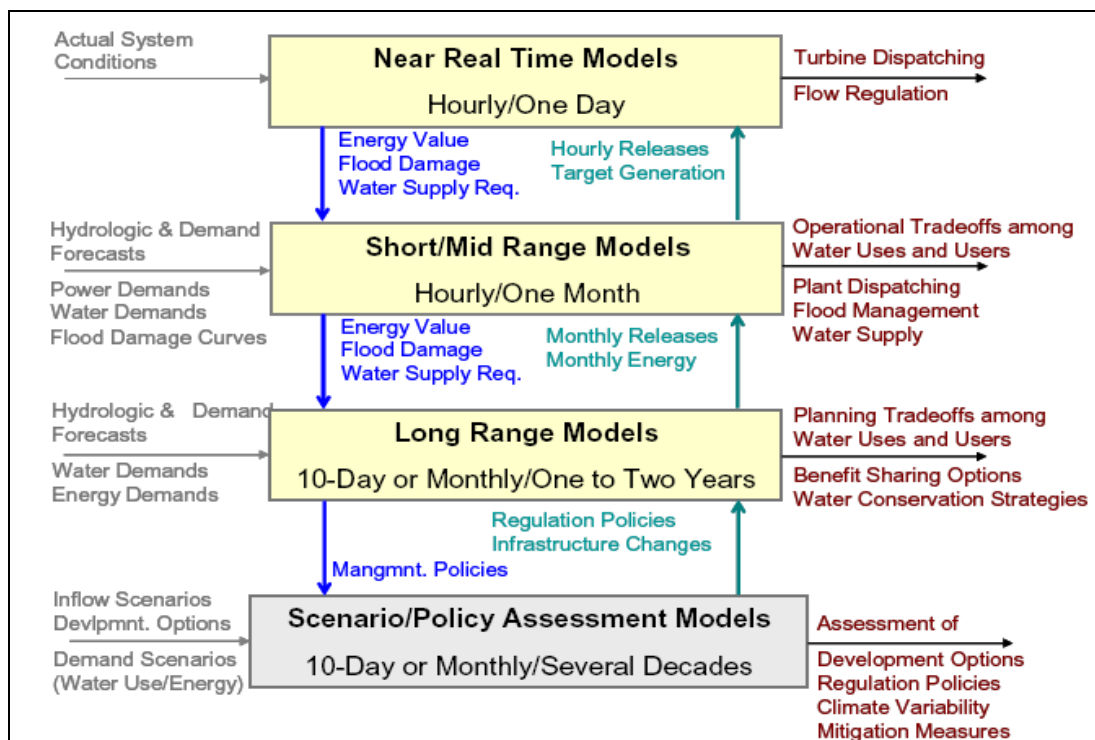 Actual System
Conditions
Near Real Time Models
Hourly/One Day
Turbine Dispatching
Flow Regulation
Energy Value
Flood Damage
Water Supply Req.
Hourly Releases
Target Generation
Hydrologic & Demand
Forecasts
Power Demands
Water Demands
Flood Damage Curves
Short/Mid Range Models
Hourly/One Month
Operational Tradeoffs among
Water Uses and Users
Plant Dispatching
Flood Management
Water Supply
Energy Value
Flood Damage
Water Supply Req.
Monthly Releases
Monthly Energy
Hydrologic & Demand
Forecasts
Water Demands
Energy Demands
Long Range Models
10-Day or Monthly/One to Two Years
Planning Tradeoffs among
Water Uses and Users
Benefit Sharing Options
Water Conservation Strategies
Mangmnt. Policies
Regulation Policies
Infrastructure Changes
Inflow Scenarios
Devlpmnt. Options
Demand Scenarios
(Water Use/Energy)
Scenario/Policy Assessment Models
10-Day or Monthly/Several Decades
Assessment of
Development Options
Regulation Policies
Climate Variability
Mitigation Measures